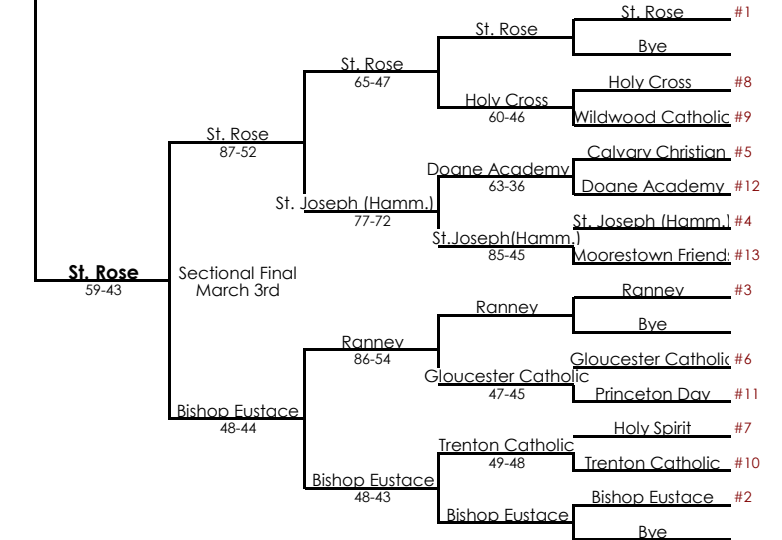 St. Rose #1
St. Rose
Bye
St. Rose
65-47
Holy Cross #8
Holy Cross
60-46
Wildwood Catholic #9
St. Rose
87-52
Calvary Christian #5
Doane Academy
63-36
Doane Academy #12
St. Joseph (Hamm.)
77-72
St. Joseph (Hamm.) #4
St.Joseph(Hamm.)
85-45
Moorestown Friends #13
St. Rose
59-43
Sectional Final
March 3rd
Ranney #3
Ranney
Bye
Ranney
86-54
Gloucester Catholic #6
Gloucester Catholic
47-45
Princeton Day #11
Bishop Eustace
48-44
Holy Spirit #7
Trenton Catholic
49-48
Trenton Catholic #10
Bishop Eustace
48-43
Bishop Eustace #2
Bishop Eustace
Bye